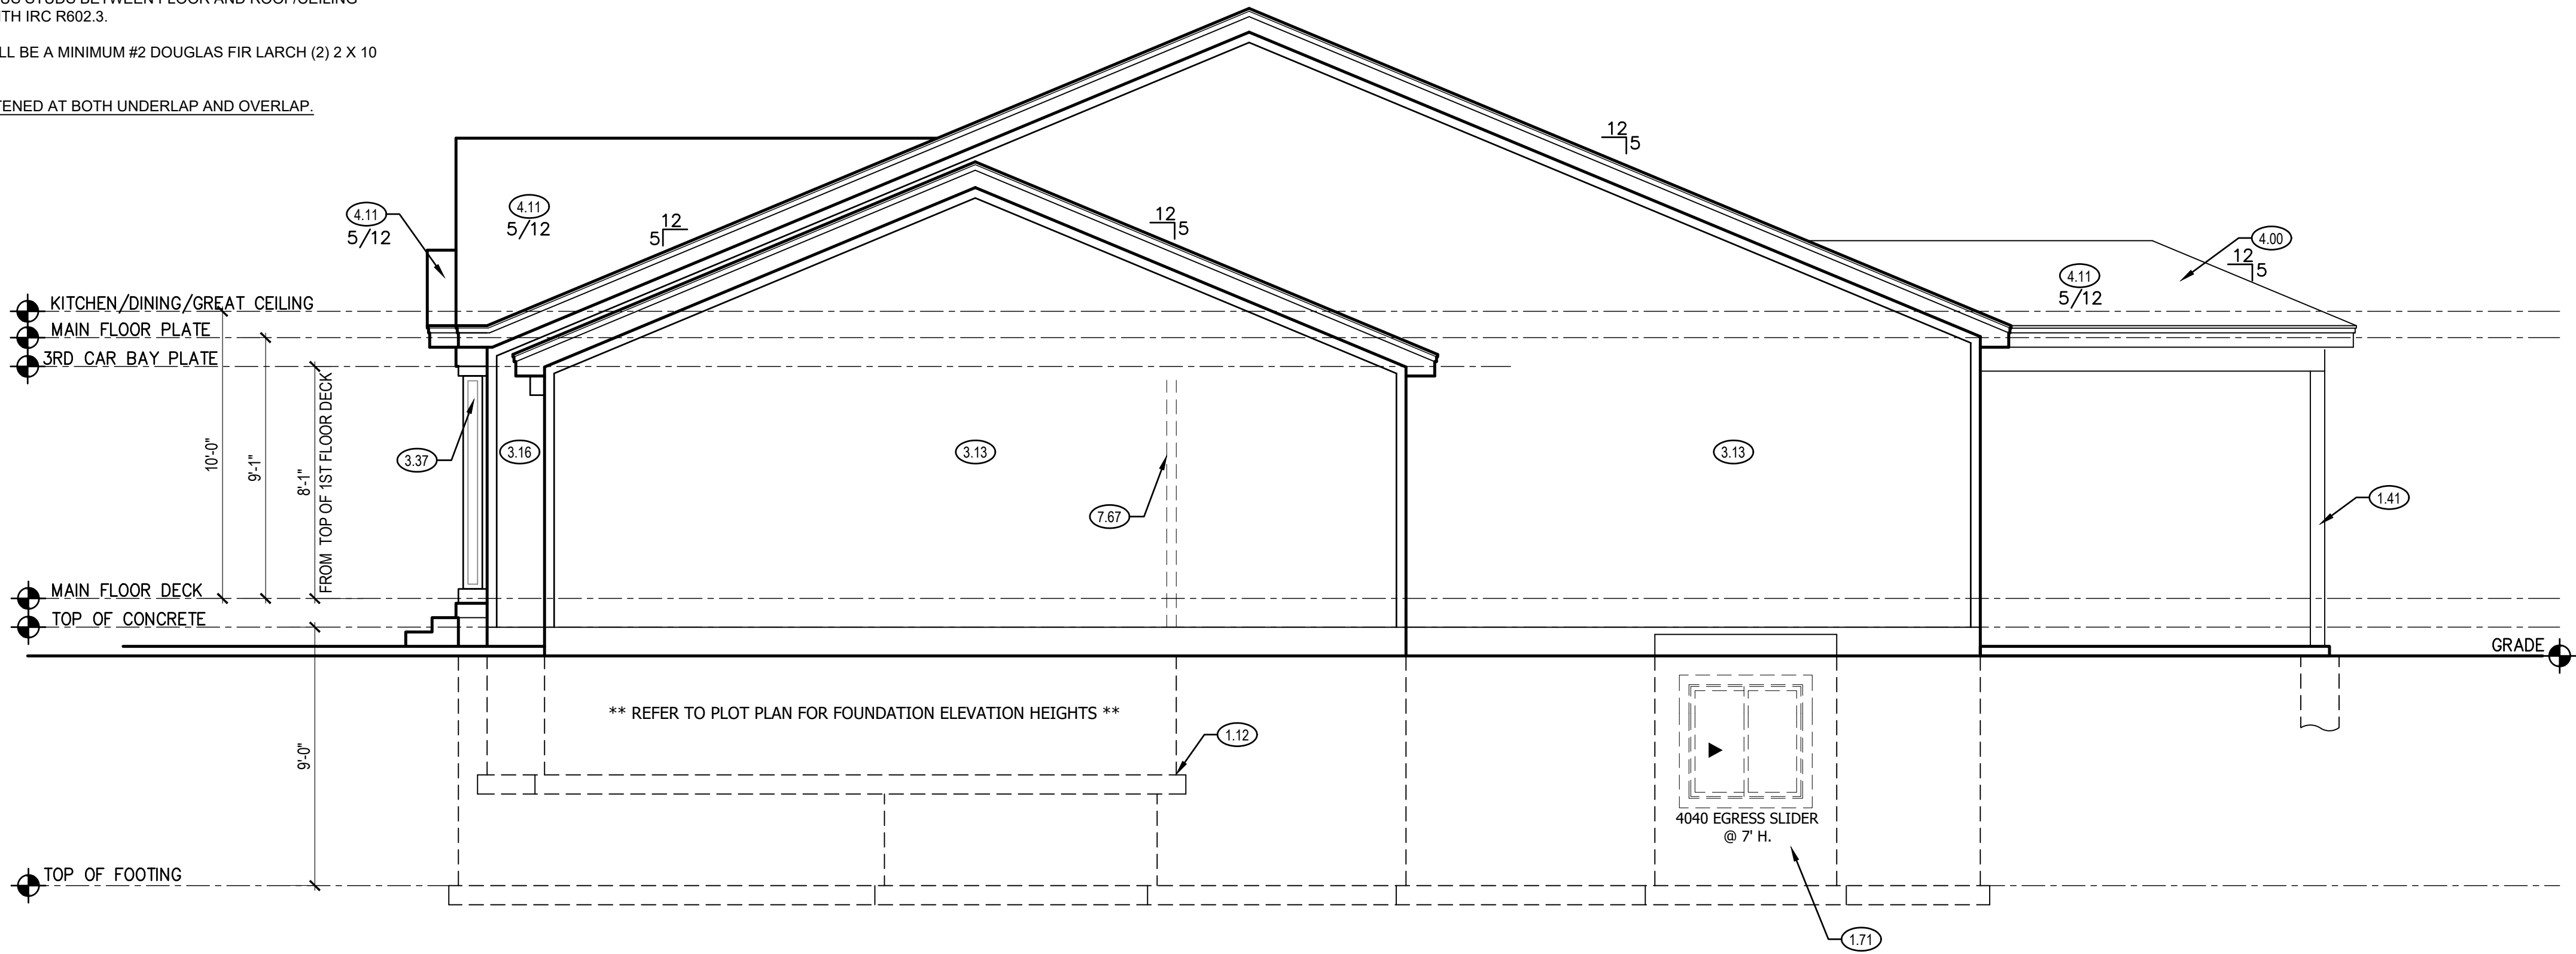 TH IRC R602.3.
LL BE A MINIMUM #2 DOUGLAS FIR LARCH (2) 2 X 10
TENED AT BOTH UNDERLAP AND OVERLAP.
12
5
4.11
5/12
4.11
5/12
12
5
12
5
4.00
12
5
4.11
5/12
KITCHEN/DINING/GREAT CEILING
MAIN FLOOR PLATE
3RD CAR BAY PLATE
10'-0"
9'-1"
8'-1"
FROM TOP OF 1ST FLOOR DECK
3.37
3.16
3.13
3.13
7.67
1.41
MAIN FLOOR DECK
TOP OF CONCRETE
GRADE
** REFER TO PLOT PLAN FOR FOUNDATION ELEVATION HEIGHTS **
1.12
9'-0"
4040 EGRESS SLIDER
@ 7' H.
TOP OF FOOTING
1.71